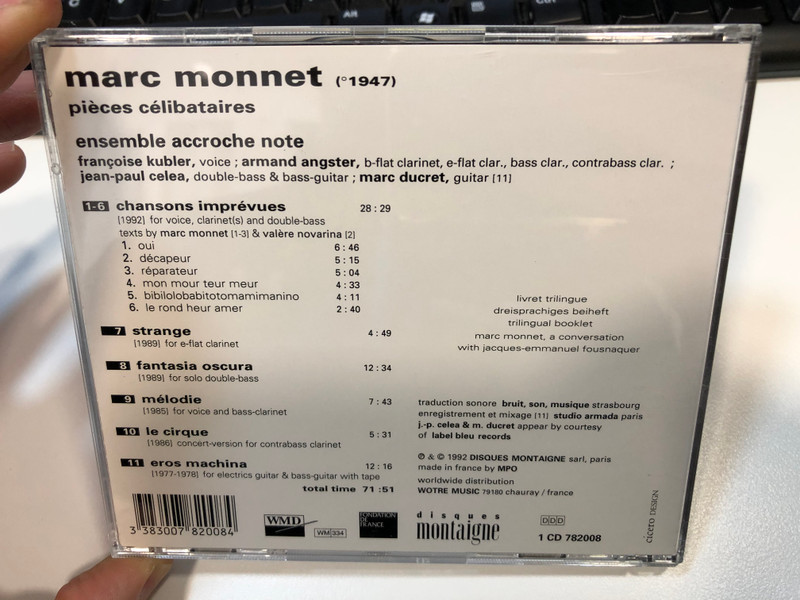 marc monnet (°1947)
pièces célibataires
ensemble accroche note
françoise kubler, voice ; armand angster, b-flat clarinet, e-flat clar., bass clar., contrabass clar. ;
jean-paul celea, double-bass & bass-guitar ; marc ducret, guitar [11]
1-6 chansons imprévues 28 : 29
[1992] for voice, clarinet(s) and double-bass
texts by marc monnet [1-3] & valère novarina [2]
1. oui 6 : 46
2. décapeur 5 : 15
3. réparateur 5 : 04
4. mon mour teur meur 4 : 33
5. bibilolobabitotomamimanino 4 : 11
6. le rond heur amer 2 : 40
7 strange 4 : 49
[1989] for e-flat clarinet
8 fantasia oscura 12 : 34
[1989] for solo double-bass
9 mélodie 7 : 43
[1985] for voice and bass-clarinet
10 le cirque 5 : 31
[1986] concert-version for contrabass clarinet
11 eros machina 12 : 16
[1977-1978] for electrics guitar & bass-guitar with tape
total time 71 : 51
livret trilingue
dreisprachiges beiheft
trilingual booklet
marc monnet, a conversation
with jacques-emmanuel fousnaquer
traduction sonore bruit, son, musique strasbourg
enregistrement et mixage [11] studio armada paris
j.-p. celea & m. ducret appear by courtesy
of label bleu records
℗ & © 1992 DISQUES MONTAIGNE sarl, paris
made in france by MPO
worldwide distribution
WOTRE MUSIC 79180 chauray / france
3 383007 820084
WMD
WM 334
FONDATION
DE
FRANCE
disques
montaigne
DDD
1 CD 782008
cicero DESIGN